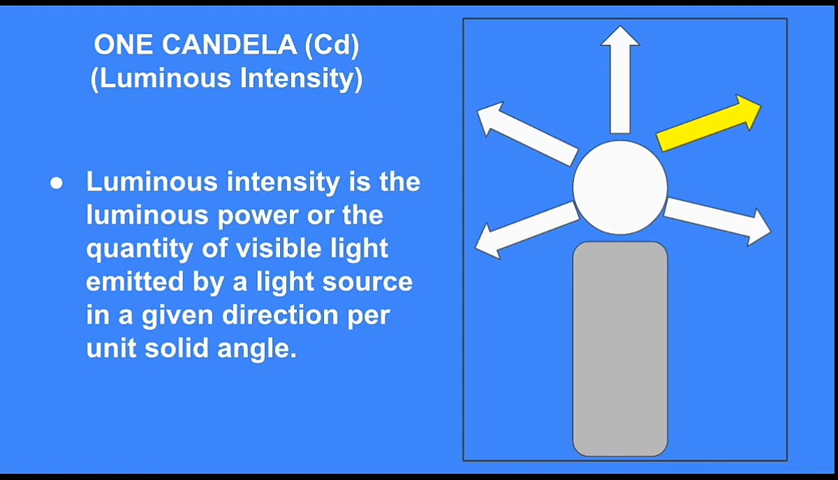 ONE CANDELA (Cd)
(Luminous Intensity)
● Luminous intensity is the
luminous power or the
quantity of visible light
emitted by a light source
in a given direction per
unit solid angle.